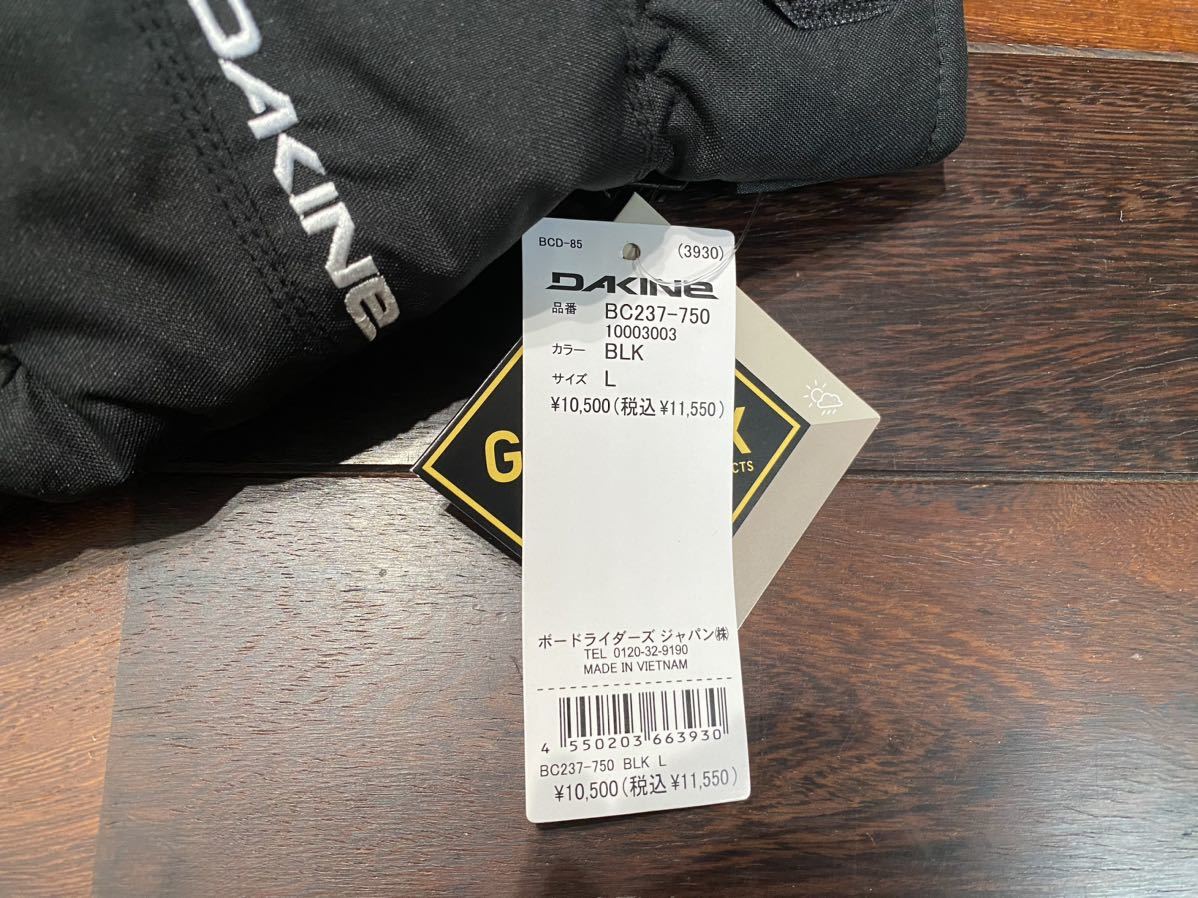 DAKINE
BCD-85 (3930)
DAKINE
品番 BC237-750
10003003
カラー BLK
サイズ L
¥10,500(税込¥11,550)
G K
CTS
ボードライダーズ ジャパン㈱
TEL 0120-32-9190
MADE IN VIETNAM
4 550203 663930
BC237-750 BLK L
¥10,500(税込¥11,550)